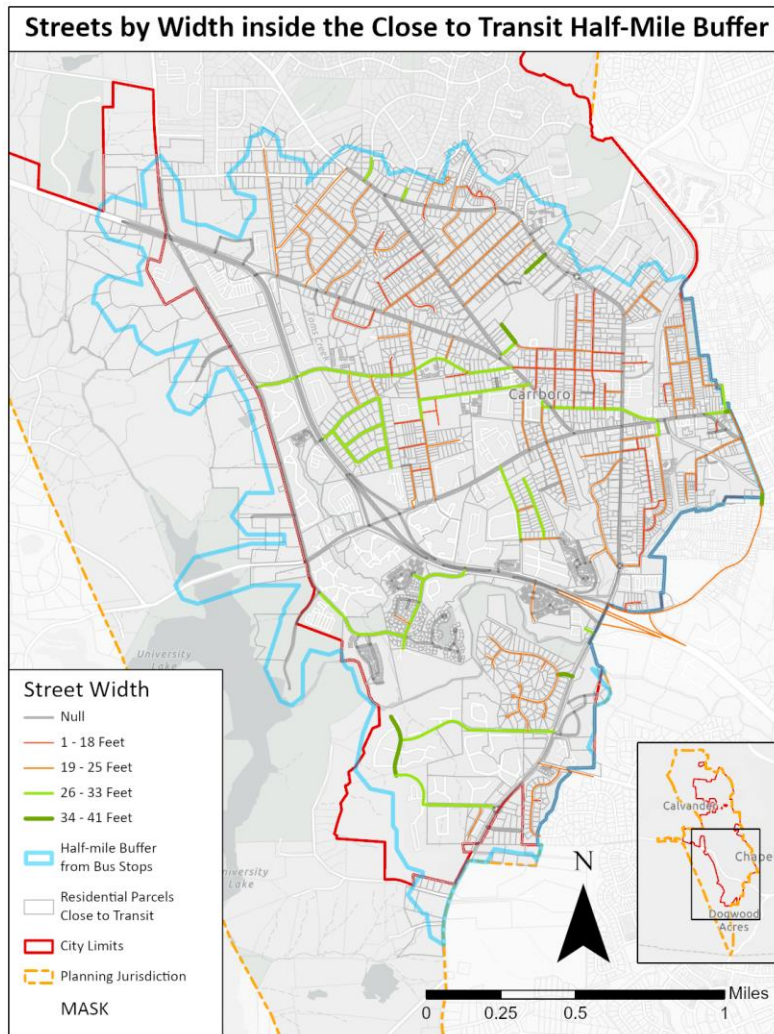 Streets by Width inside the Close to Transit Half-Mile Buffer
Toms Creek
Carrboro
University
Lake
University
Lake
Street Width
Null
1 - 18 Feet
19 - 25 Feet
26 - 33 Feet
34 - 41 Feet
Half-mile Buffer
from Bus Stops
Residential Parcels
Close to Transit
City Limits
Planning Jurisdiction
MASK
N
Miles
0 0.25 0.5 1
Calvander
Chape
Dogwood
Acres